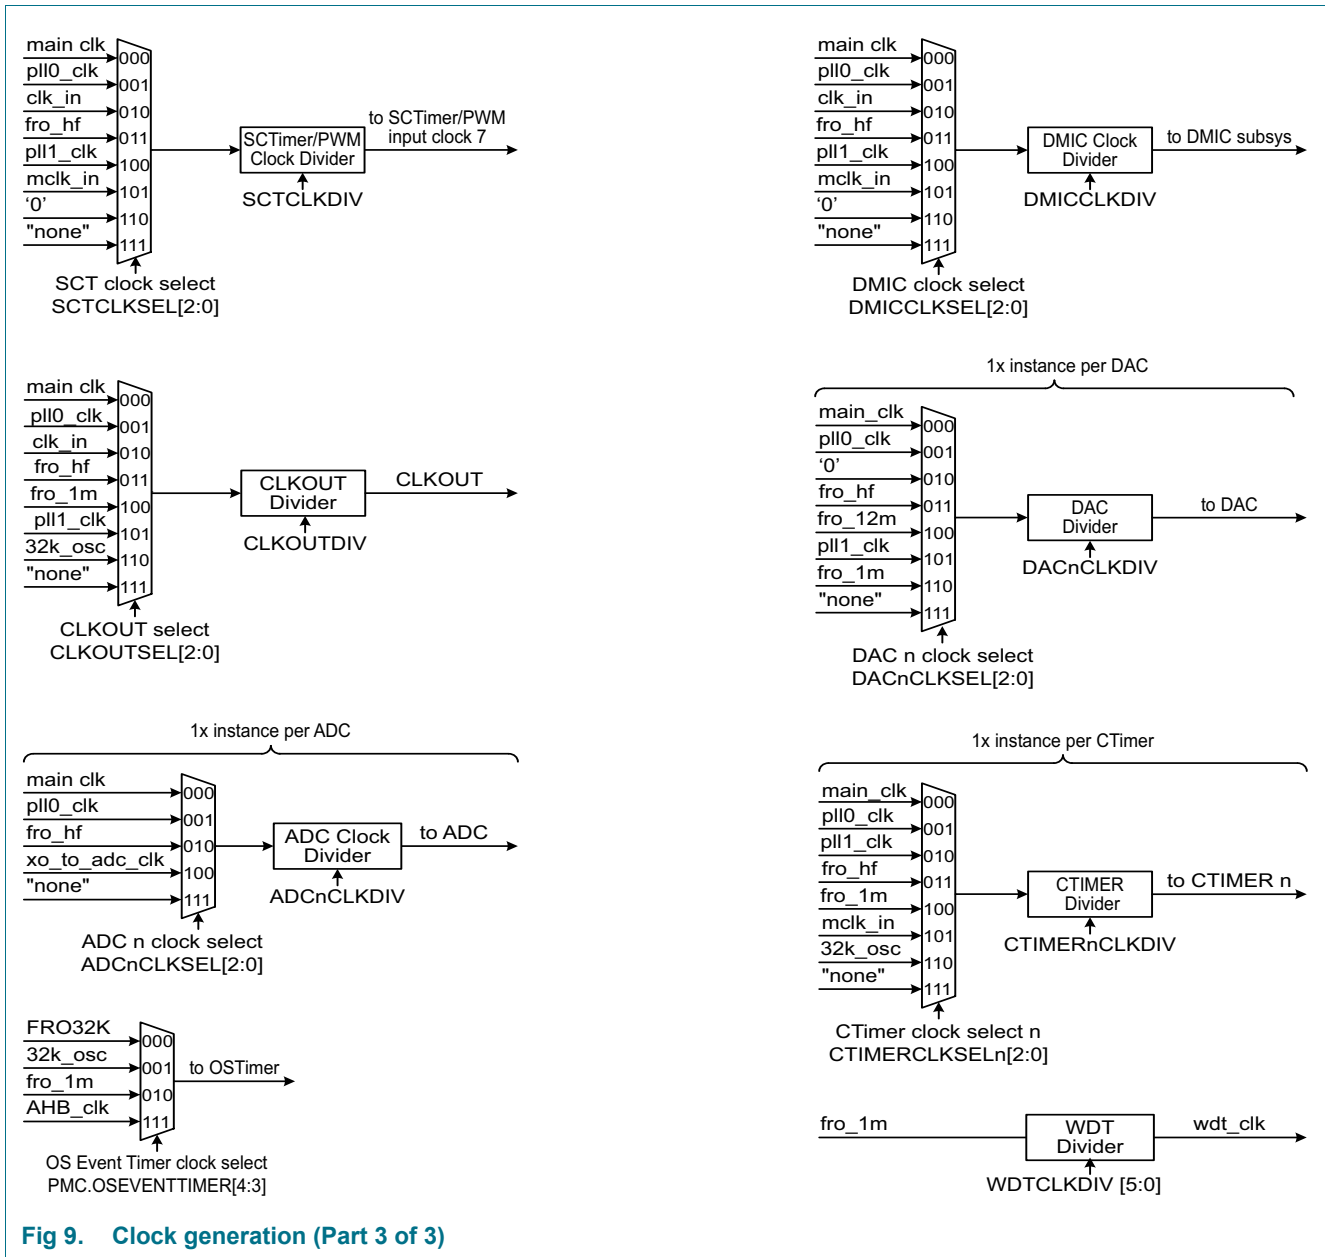 main clk
000
pll0_clk
001
clk_in
010
fro_hf
011
pll1_clk
100
mclk_in
101
‘0’
110
"none"
111
SCT clock select
SCTCLKSEL[2:0]
SCTimer/PWM
Clock Divider
SCTCLKDIV
to SCTimer/PWM
input clock 7
main clk
000
pll0_clk
001
clk_in
010
fro_hf
011
pll1_clk
100
mclk_in
101
‘0’
110
"none"
111
DMIC clock select
DMICCLKSEL[2:0]
DMIC Clock
Divider
DMICCLKDIV
to DMIC subsys
main clk
000
pll0_clk
001
clk_in
010
fro_hf
011
fro_1m
100
pll1_clk
101
32k_osc
110
"none"
111
CLKOUT select
CLKOUTSEL[2:0]
CLKOUT
Divider
CLKOUTDIV
CLKOUT
1x instance per DAC
main_clk
000
pll0_clk
001
‘0’
010
fro_hf
011
fro_12m
100
pll1_clk
101
fro_1m
110
"none"
111
DAC n clock select
DACnCLKSEL[2:0]
DAC
Divider
DACnCLKDIV
to DAC
1x instance per ADC
main clk
000
pll0_clk
001
fro_hf
010
xo_to_adc_clk
100
"none"
111
ADC n clock select
ADCnCLKSEL[2:0]
ADC Clock
Divider
ADCnCLKDIV
to ADC
1x instance per CTimer
main_clk
000
pll0_clk
001
pll1_clk
010
fro_hf
011
fro_1m
100
mclk_in
101
32k_osc
110
"none"
111
CTimer clock select n
CTIMERCLKSELn[2:0]
CTIMER
Divider
CTIMERnCLKDIV
to CTIMER n
FRO32K
000
32k_osc
001
fro_1m
010
AHB_clk
111
to OSTimer
OS Event Timer clock select
PMC.OSEVENTTIMER[4:3]
fro_1m
WDT
Divider
wdt_clk
WDTCLKDIV [5:0]
Fig 9. Clock generation (Part 3 of 3)